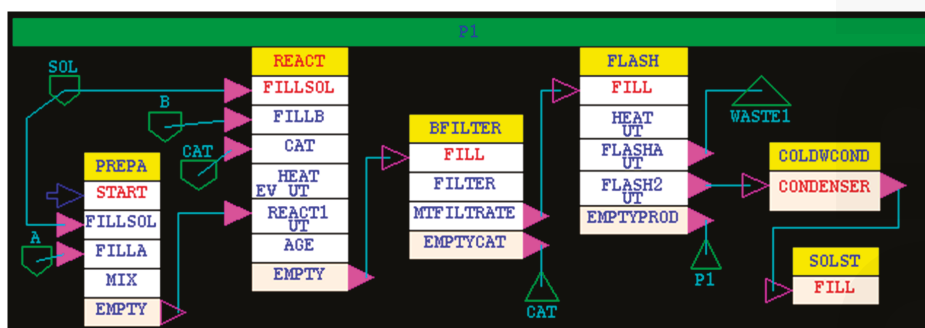 P1
SOL
B
CAT
A
PREPA
START
FILLSOL
FILLA
MIX
EMPTY
REACT
FILLSOL
FILLB
CAT
HEAT
EV UT
REACT1
UT
AGE
EMPTY
BFILTER
FILL
FILTER
MTFILTRATE
EMPTYCAT
CAT
FLASH
FILL
HEAT
UT
FLASHA
UT
FLASH2
UT
EMPTYPROD
P1
WASTE1
COLDWCOND
CONDENSER
SOLST
FILL